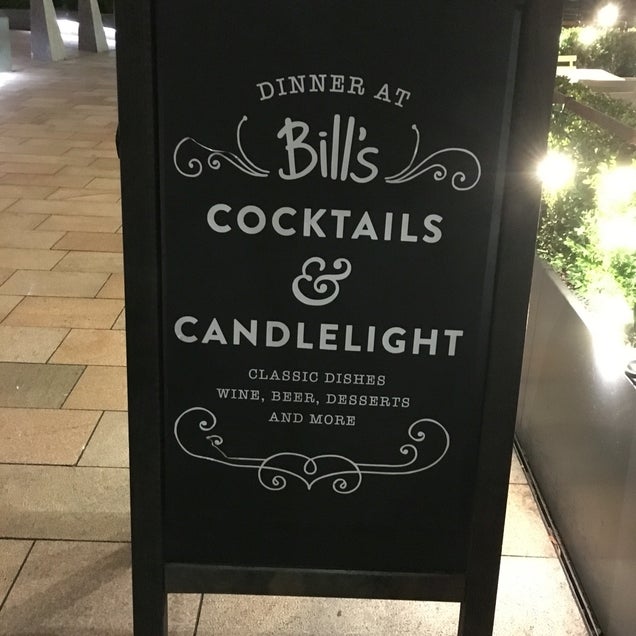 DINNER AT
Bill's
COCKTAILS
&
CANDLELIGHT
CLASSIC DISHES
WINE, BEER, DESSERTS
AND MORE